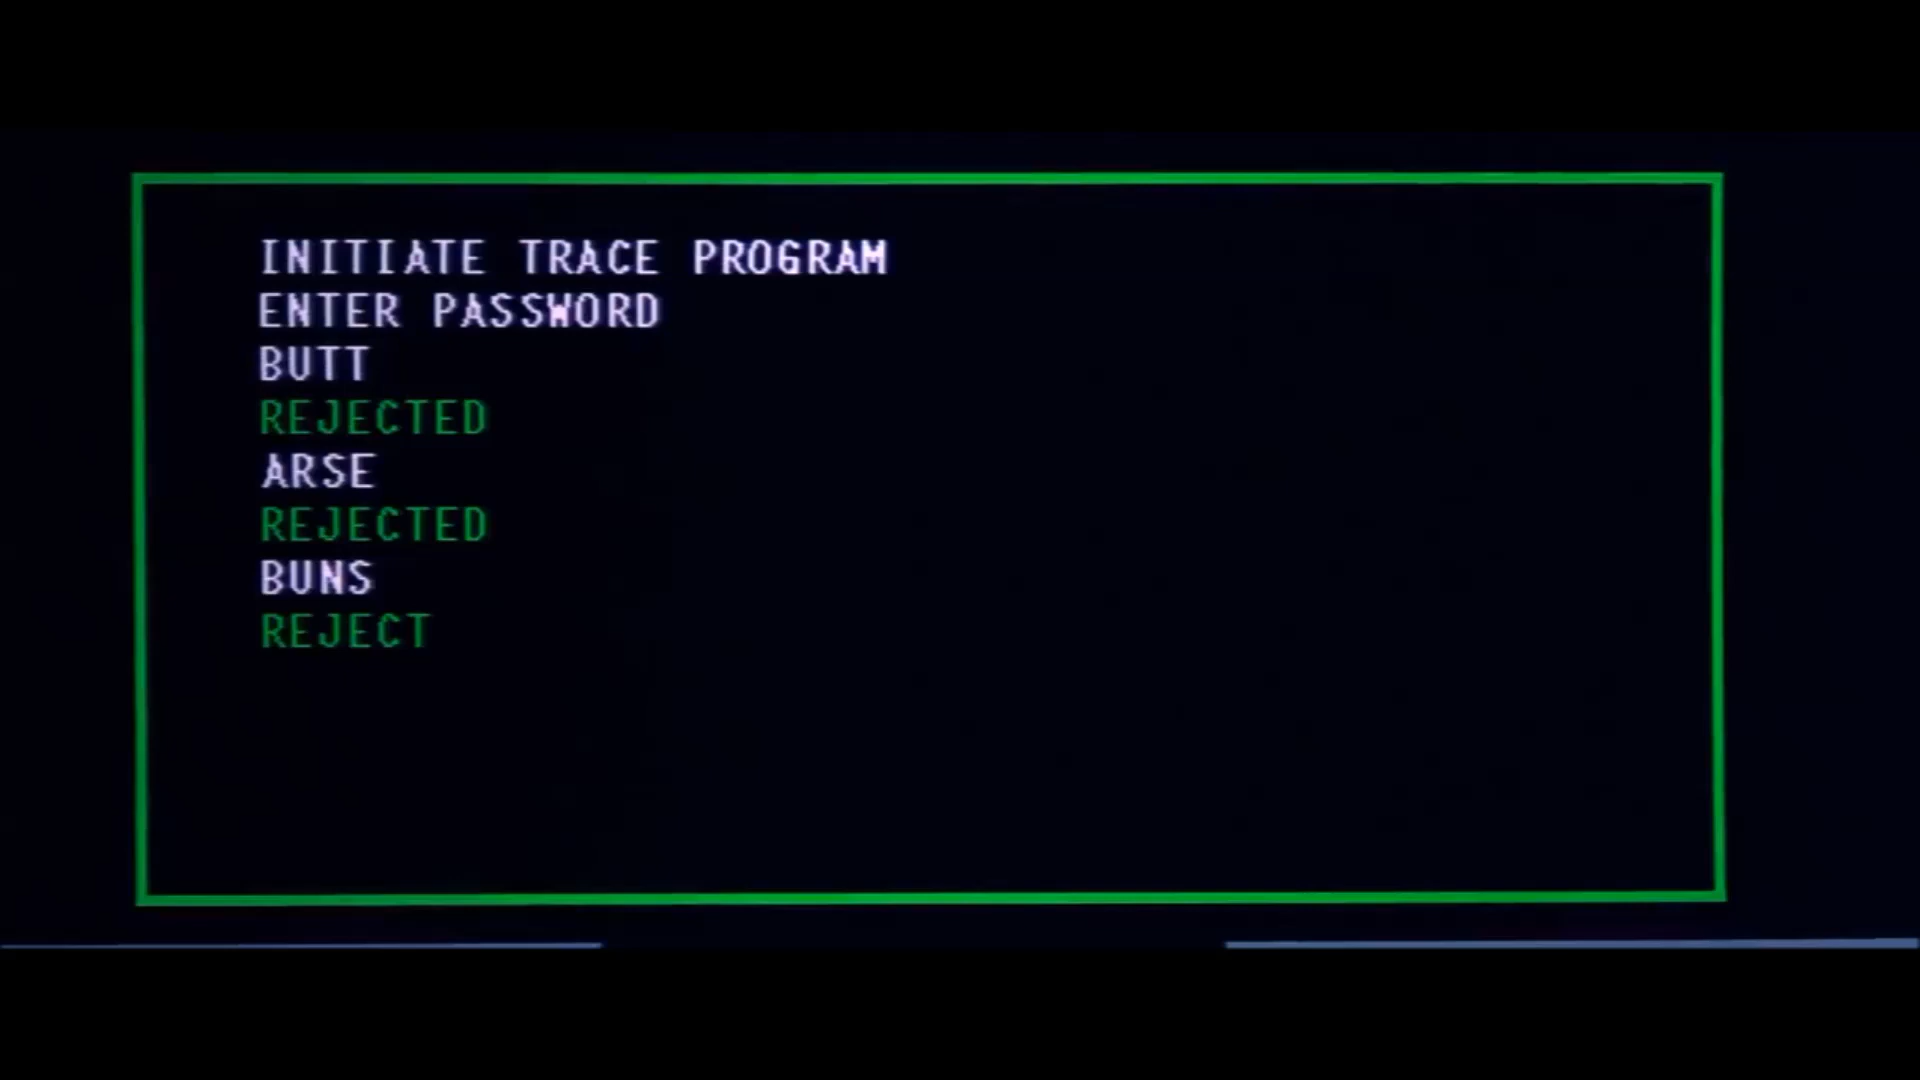 INITIATE TRACE PROGRAM
ENTER PASSWORD
BUTT
REJECTED
ARSE
REJECTED
BUNS
REJECT